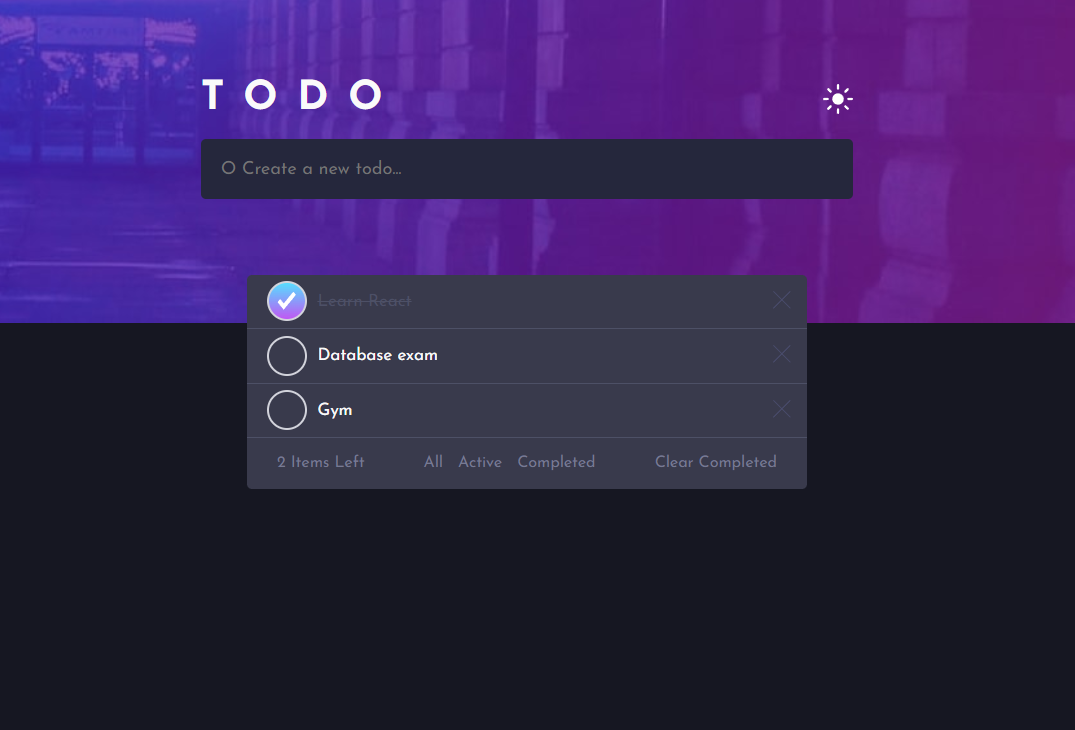 TODO
O Create a new todo...
Learn React
Database exam
Gym
2 Items Left All Active Completed Clear Completed